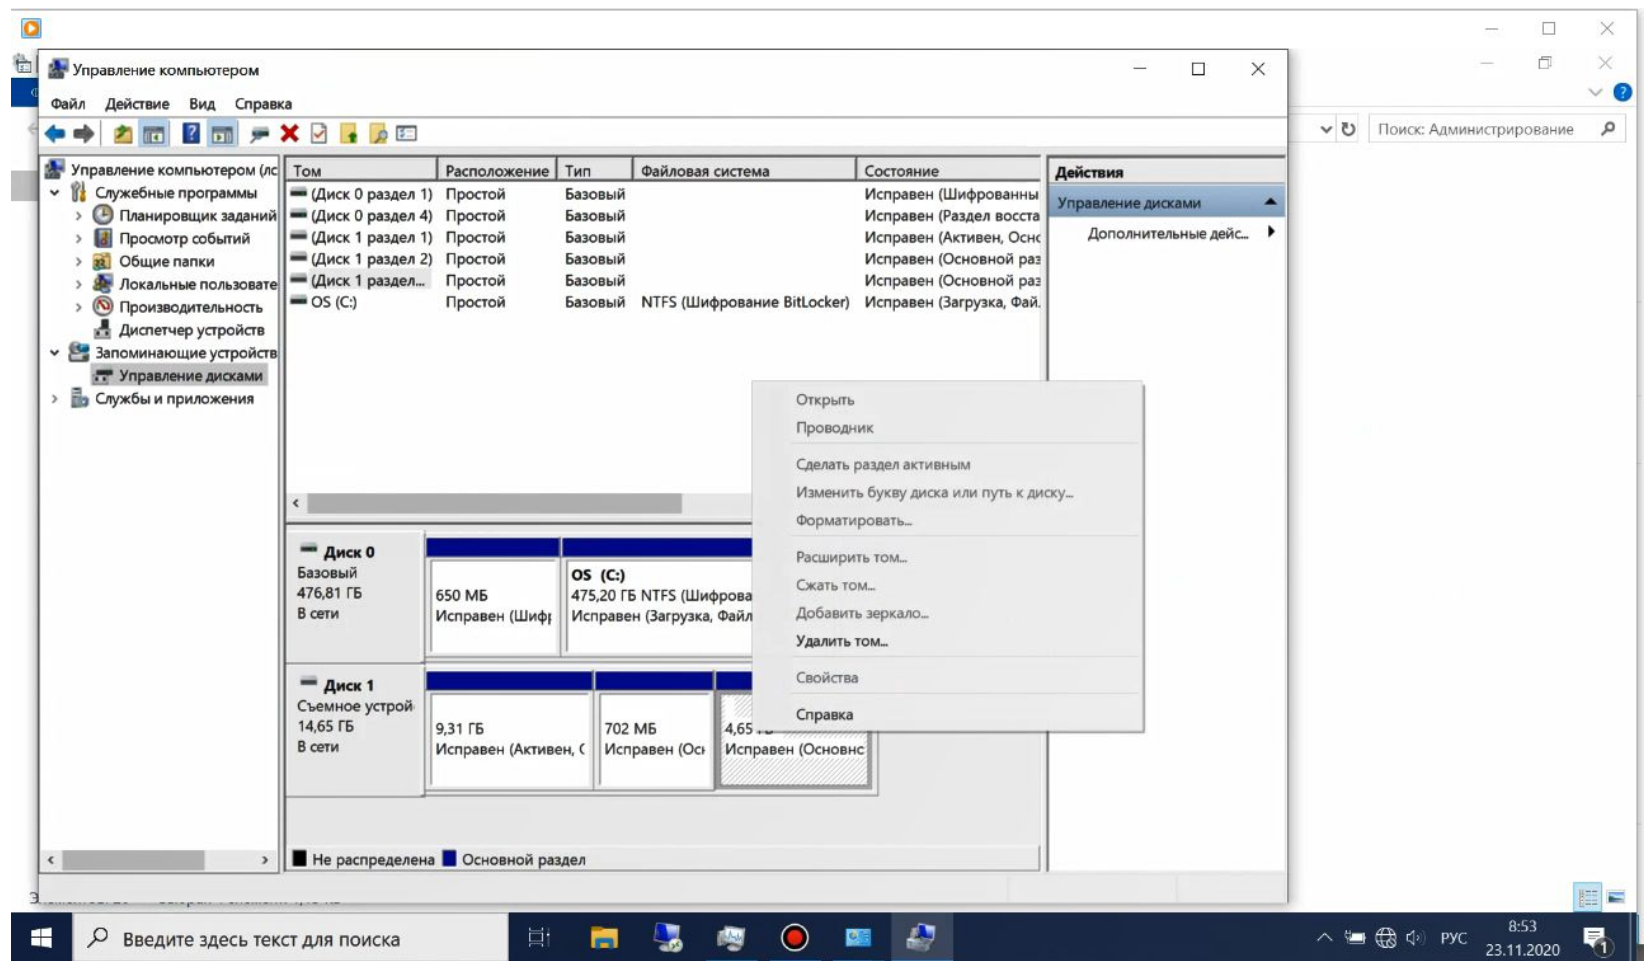 Управление компьютером
Файл Действие Вид Справка
Поиск: Администрирование
Управление компьютером (лс
Служебные программы
Планировщик заданий
Просмотр событий
Общие папки
Локальные пользовате
Производительность
Диспетчер устройств
Запоминающие устройств
Управление дисками
Службы и приложения
Том Расположение Тип Файловая система Состояние
(Диск 0 раздел 1) Простой Базовый Исправен (Шифрованны
(Диск 0 раздел 4) Простой Базовый Исправен (Раздел восста
(Диск 1 раздел 1) Простой Базовый Исправен (Активен, Оснс
(Диск 1 раздел 2) Простой Базовый Исправен (Основной раз
(Диск 1 раздел... Простой Базовый Исправен (Основной раз
OS (C:) Простой Базовый NTFS (Шифрование BitLocker) Исправен (Загрузка, Фай.
Действия
Управление дисками
Дополнительные дейс...
Открыть
Проводник
Сделать раздел активным
Изменить букву диска или путь к диску...
Форматировать...
Расширить том...
Сжать том...
Добавить зеркало...
Удалить том...
Свойства
Справка
Диск 0
Базовый
476,81 ГБ
В сети
650 МБ
Исправен (Шифр
OS (C:)
475,20 ГБ NTFS (Шифрова
Исправен (Загрузка, Файл
Диск 1
Съемное устрой
14,65 ГБ
В сети
9,31 ГБ
Исправен (Активен, (
702 МБ
Исправен (Осн
4,65
Исправен (Основнс
Не распределена Основной раздел
Введите здесь текст для поиска
РУС
8:53
23.11.2020
1